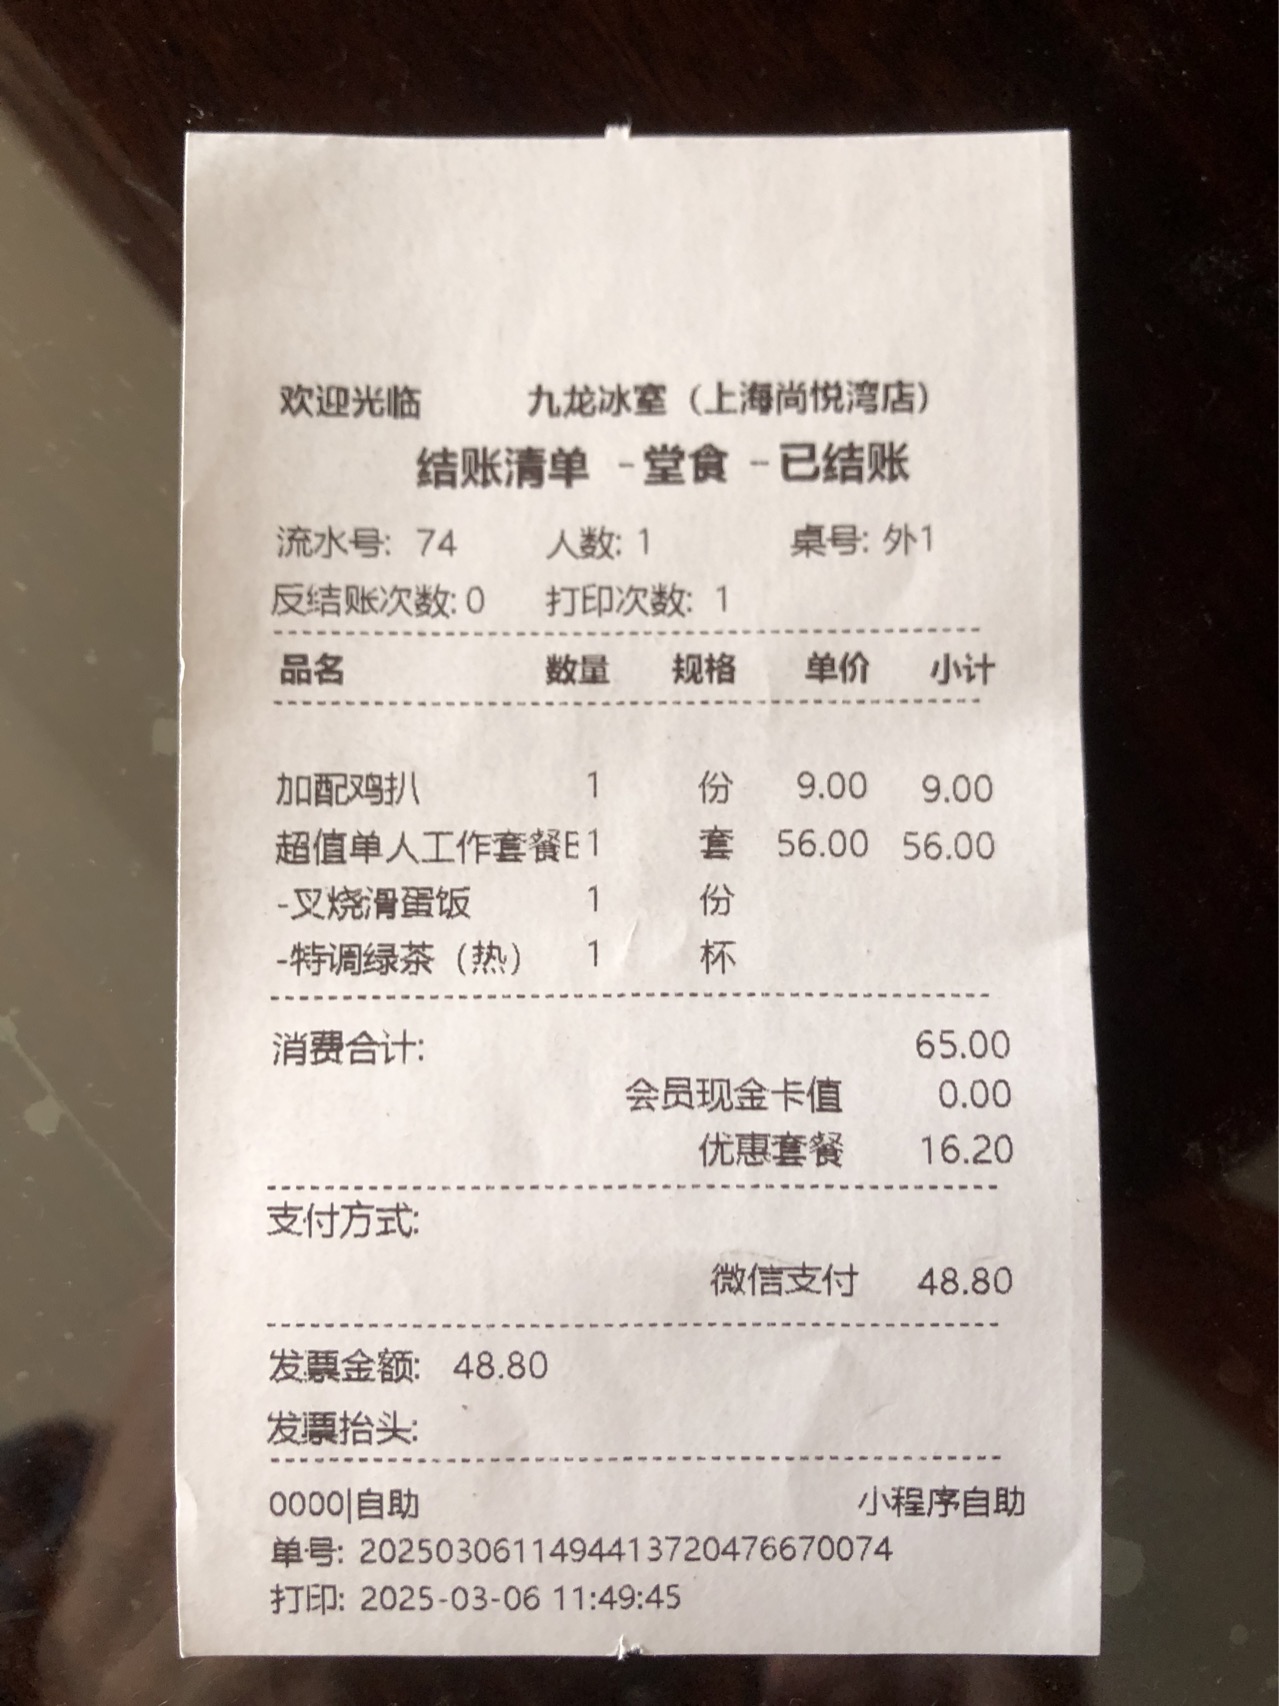 欢迎光临 九龙冰室（上海尚悦湾店）
结账清单 -堂食 -已结账
流水号: 74 人数: 1 桌号: 外1
反结账次数: 0 打印次数: 1
品名 数量 规格 单价 小计
加配鸡扒 1 份 9.00 9.00
超值单人工作套餐E1 套 56.00 56.00
-叉烧滑蛋饭 1 份
-特调绿茶（热） 1 杯
消费合计: 65.00
会员现金卡值 0.00
优惠套餐 16.20
支付方式:
微信支付 48.80
发票金额: 48.80
发票抬头:
0000|自助 小程序自助
单号: 2025030611494413720476670074
打印: 2025-03-06 11:49:45